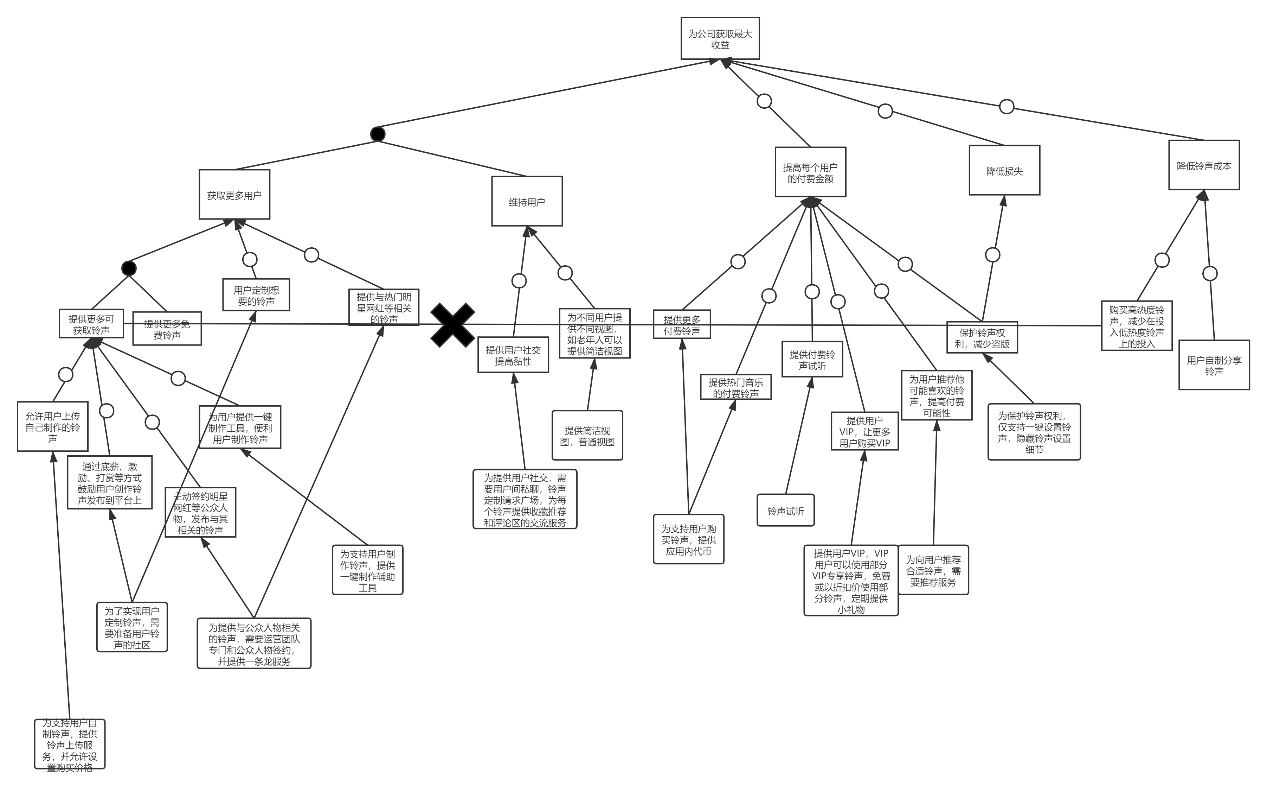 为公司获取最大
收益
获取更多用户
维持用户
提高每个用户
的付费金额
降低损失
降低铃声成本
提供更多可
获取铃声
提供更多免
费铃声
用户定制想
要的铃声
提供与热门明
星网红等相关
的铃声
提供用户社交
提高黏性
为不同用户提
供不同视图，
如老年人可以
提供简洁视图
提供更多
付费铃声
提供热门音乐
的付费铃声
提供付费铃
声试听
提供用户
VIP，让更多
用户购买VIP
为用户推荐他
可能喜欢的铃
声，提高付费
可能性
保护铃声权
利，减少盗版
购买高热度铃
声，减少在投
入低热度铃声
上的投入
用户自制分享
铃声
允许用户上传
自己制作的铃
声
通过底薪、激
励、打赏等方式
鼓励用户创作铃
声发布到平台上
主动签约明星
网红等公众人
物，发布与其
相关的铃声
为用户提供一键
制作工具，便利
用户制作铃声
提供简洁视
图，普通视图
为保护铃声权利，
仅支持一键设置铃
声，隐藏铃声设置
细节
为提供用户社交，需
要用户间私聊，铃声
定制请求广场，为每
个铃声提供收藏推荐
和评论区的交流服务
为支持用户购
买铃声，提供
应用内代币
铃声试听
提供用户VIP，VIP
用户可以使用部分
VIP专享铃声，免费
或以折扣价使用部
分铃声，定期提供
小礼物
为向用户推荐
合适铃声，需
要推荐服务
为支持用户制
作铃声，提供
一键制作辅助
工具
为了实现用户
定制铃声，需
要准备用户铃
声的社区
为提供与公众人物相关
的铃声，需要运营团队
专门和公众人物签约，
并提供一条龙服务
为支持用户自
制铃声，提供
铃声上传服
务，并允许设
置购买价格